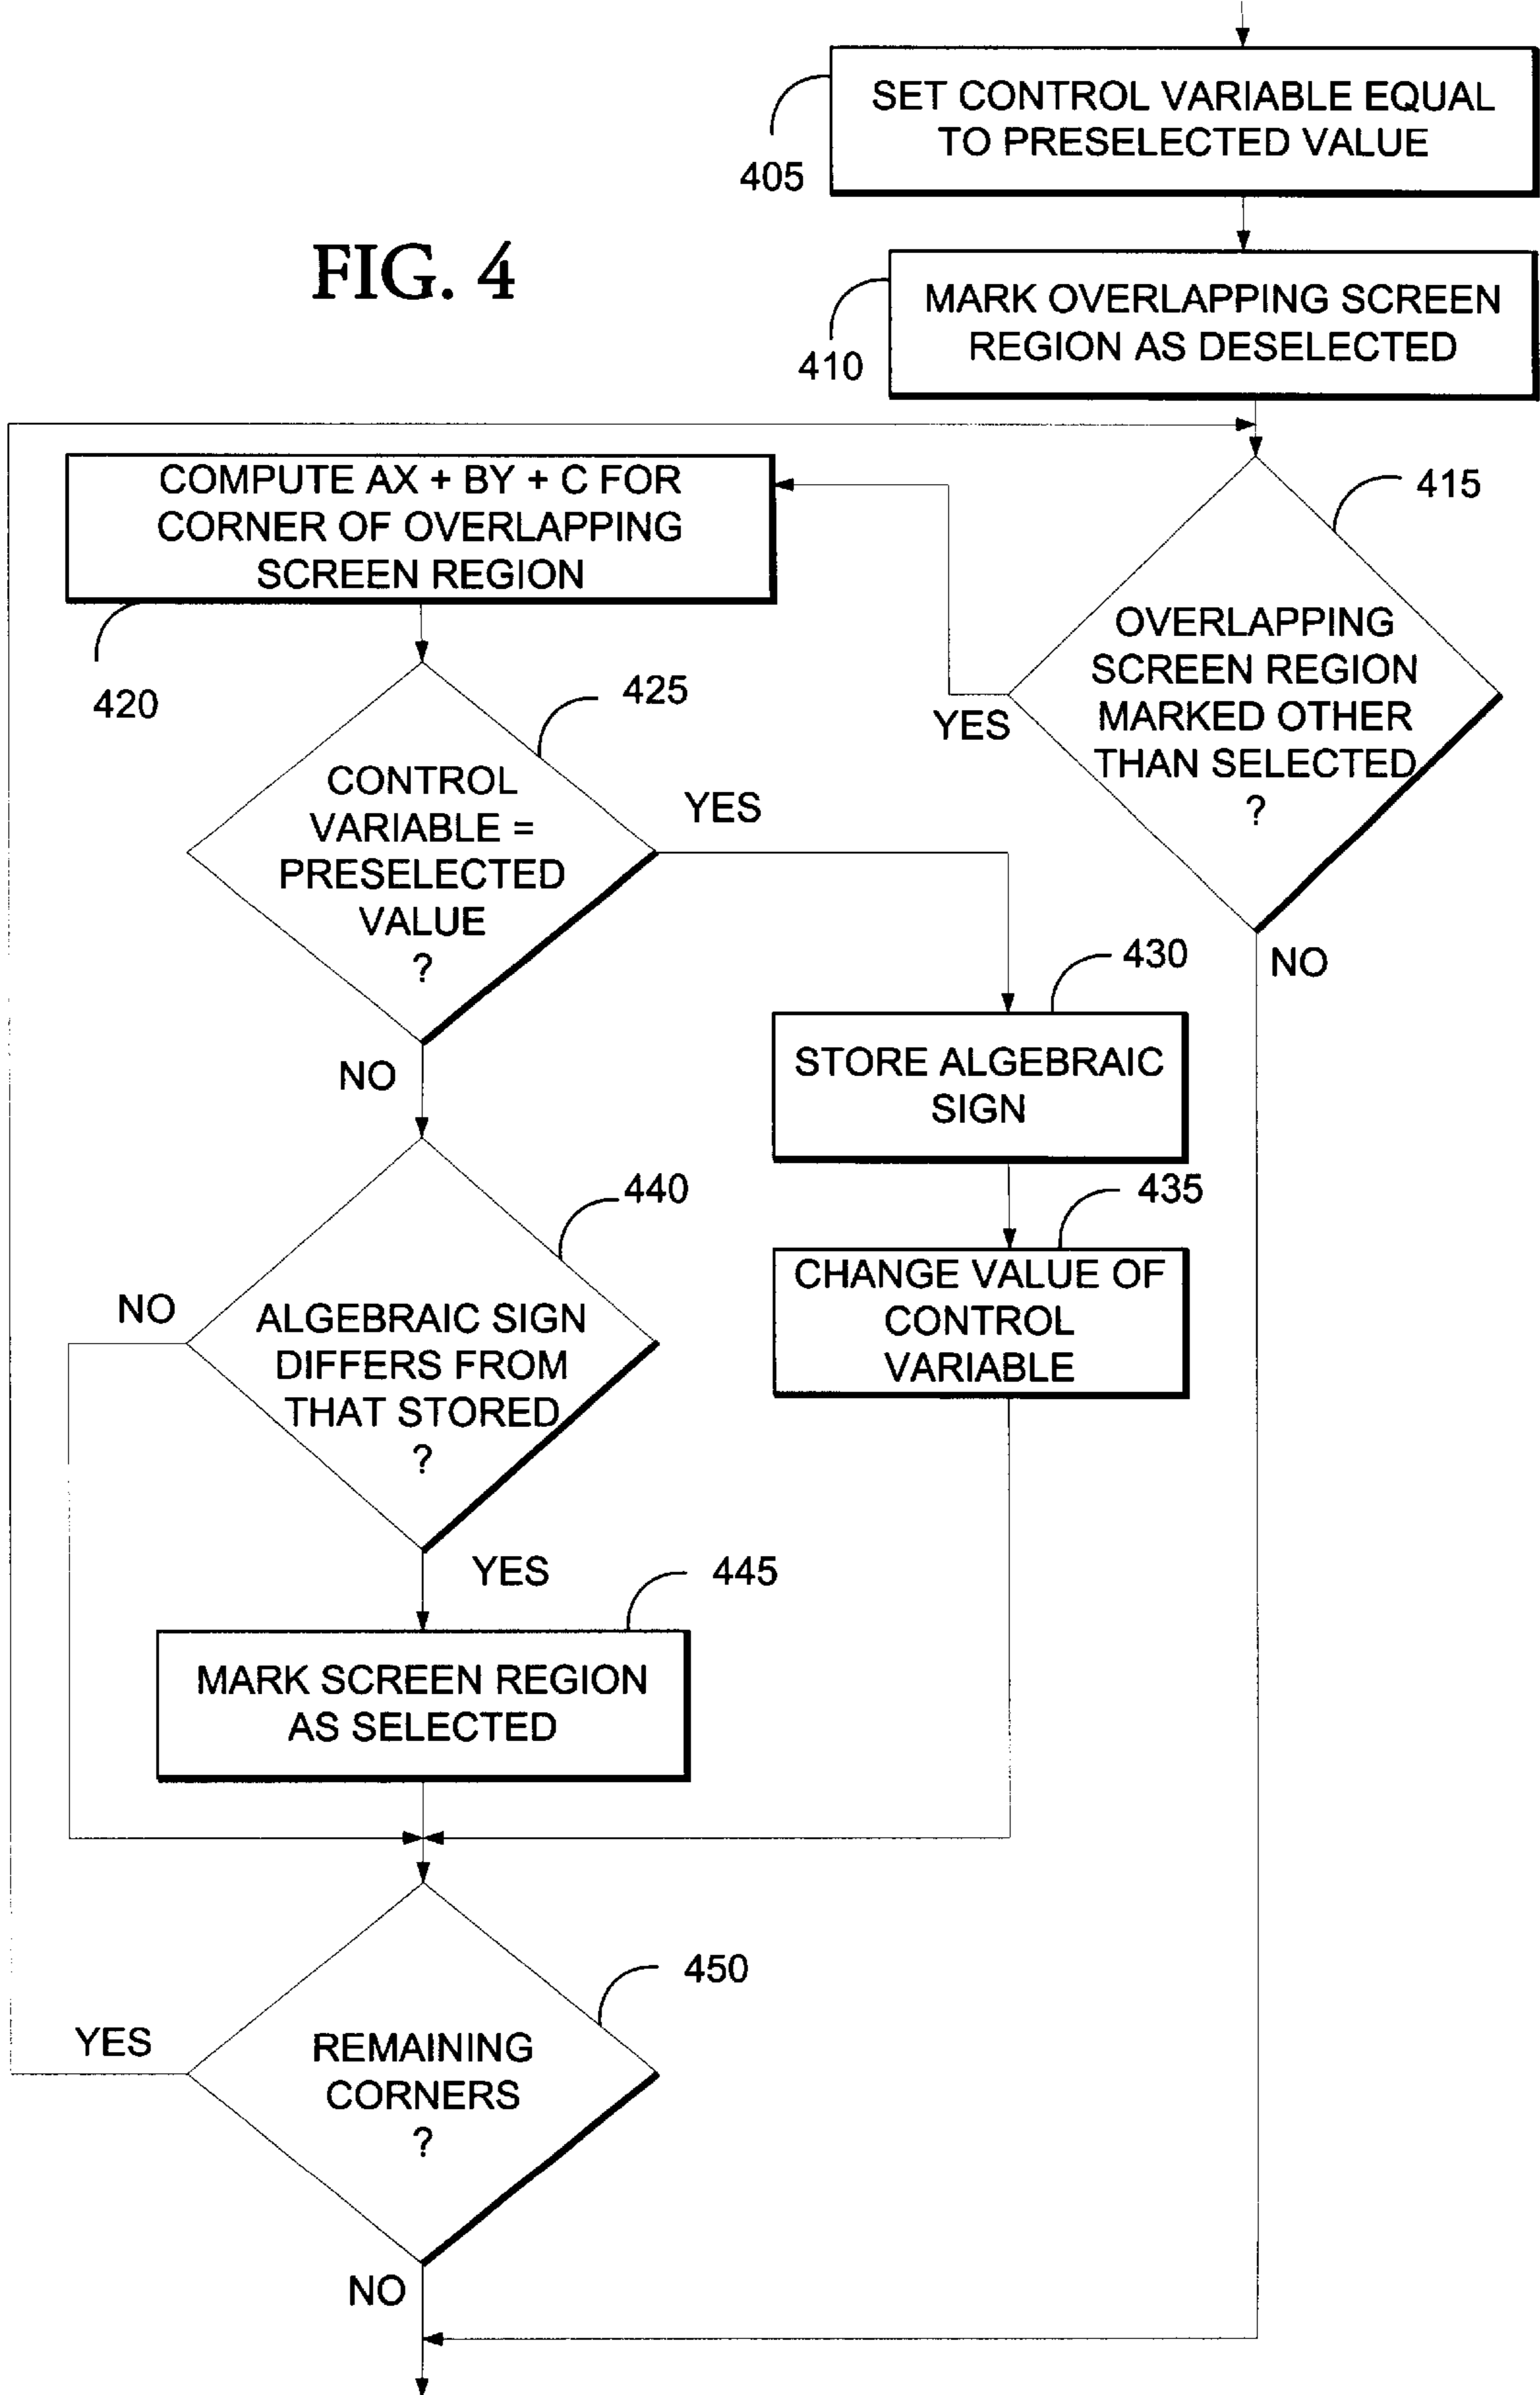 SET CONTROL VARIABLE EQUAL
TO PRESELECTED VALUE
405
FIG. 4
MARK OVERLAPPING SCREEN
REGION AS DESELECTED
410
COMPUTE AX + BY + C FOR
CORNER OF OVERLAPPING
SCREEN REGION
420
415
OVERLAPPING
SCREEN REGION
MARKED OTHER
THAN SELECTED
?
YES
NO
425
CONTROL
VARIABLE =
PRESELECTED
VALUE
?
YES
NO
430
STORE ALGEBRAIC
SIGN
435
CHANGE VALUE OF
CONTROL
VARIABLE
440
NO
ALGEBRAIC SIGN
DIFFERS FROM
THAT STORED
?
YES
445
MARK SCREEN REGION
AS SELECTED
450
YES
REMAINING
CORNERS
?
NO